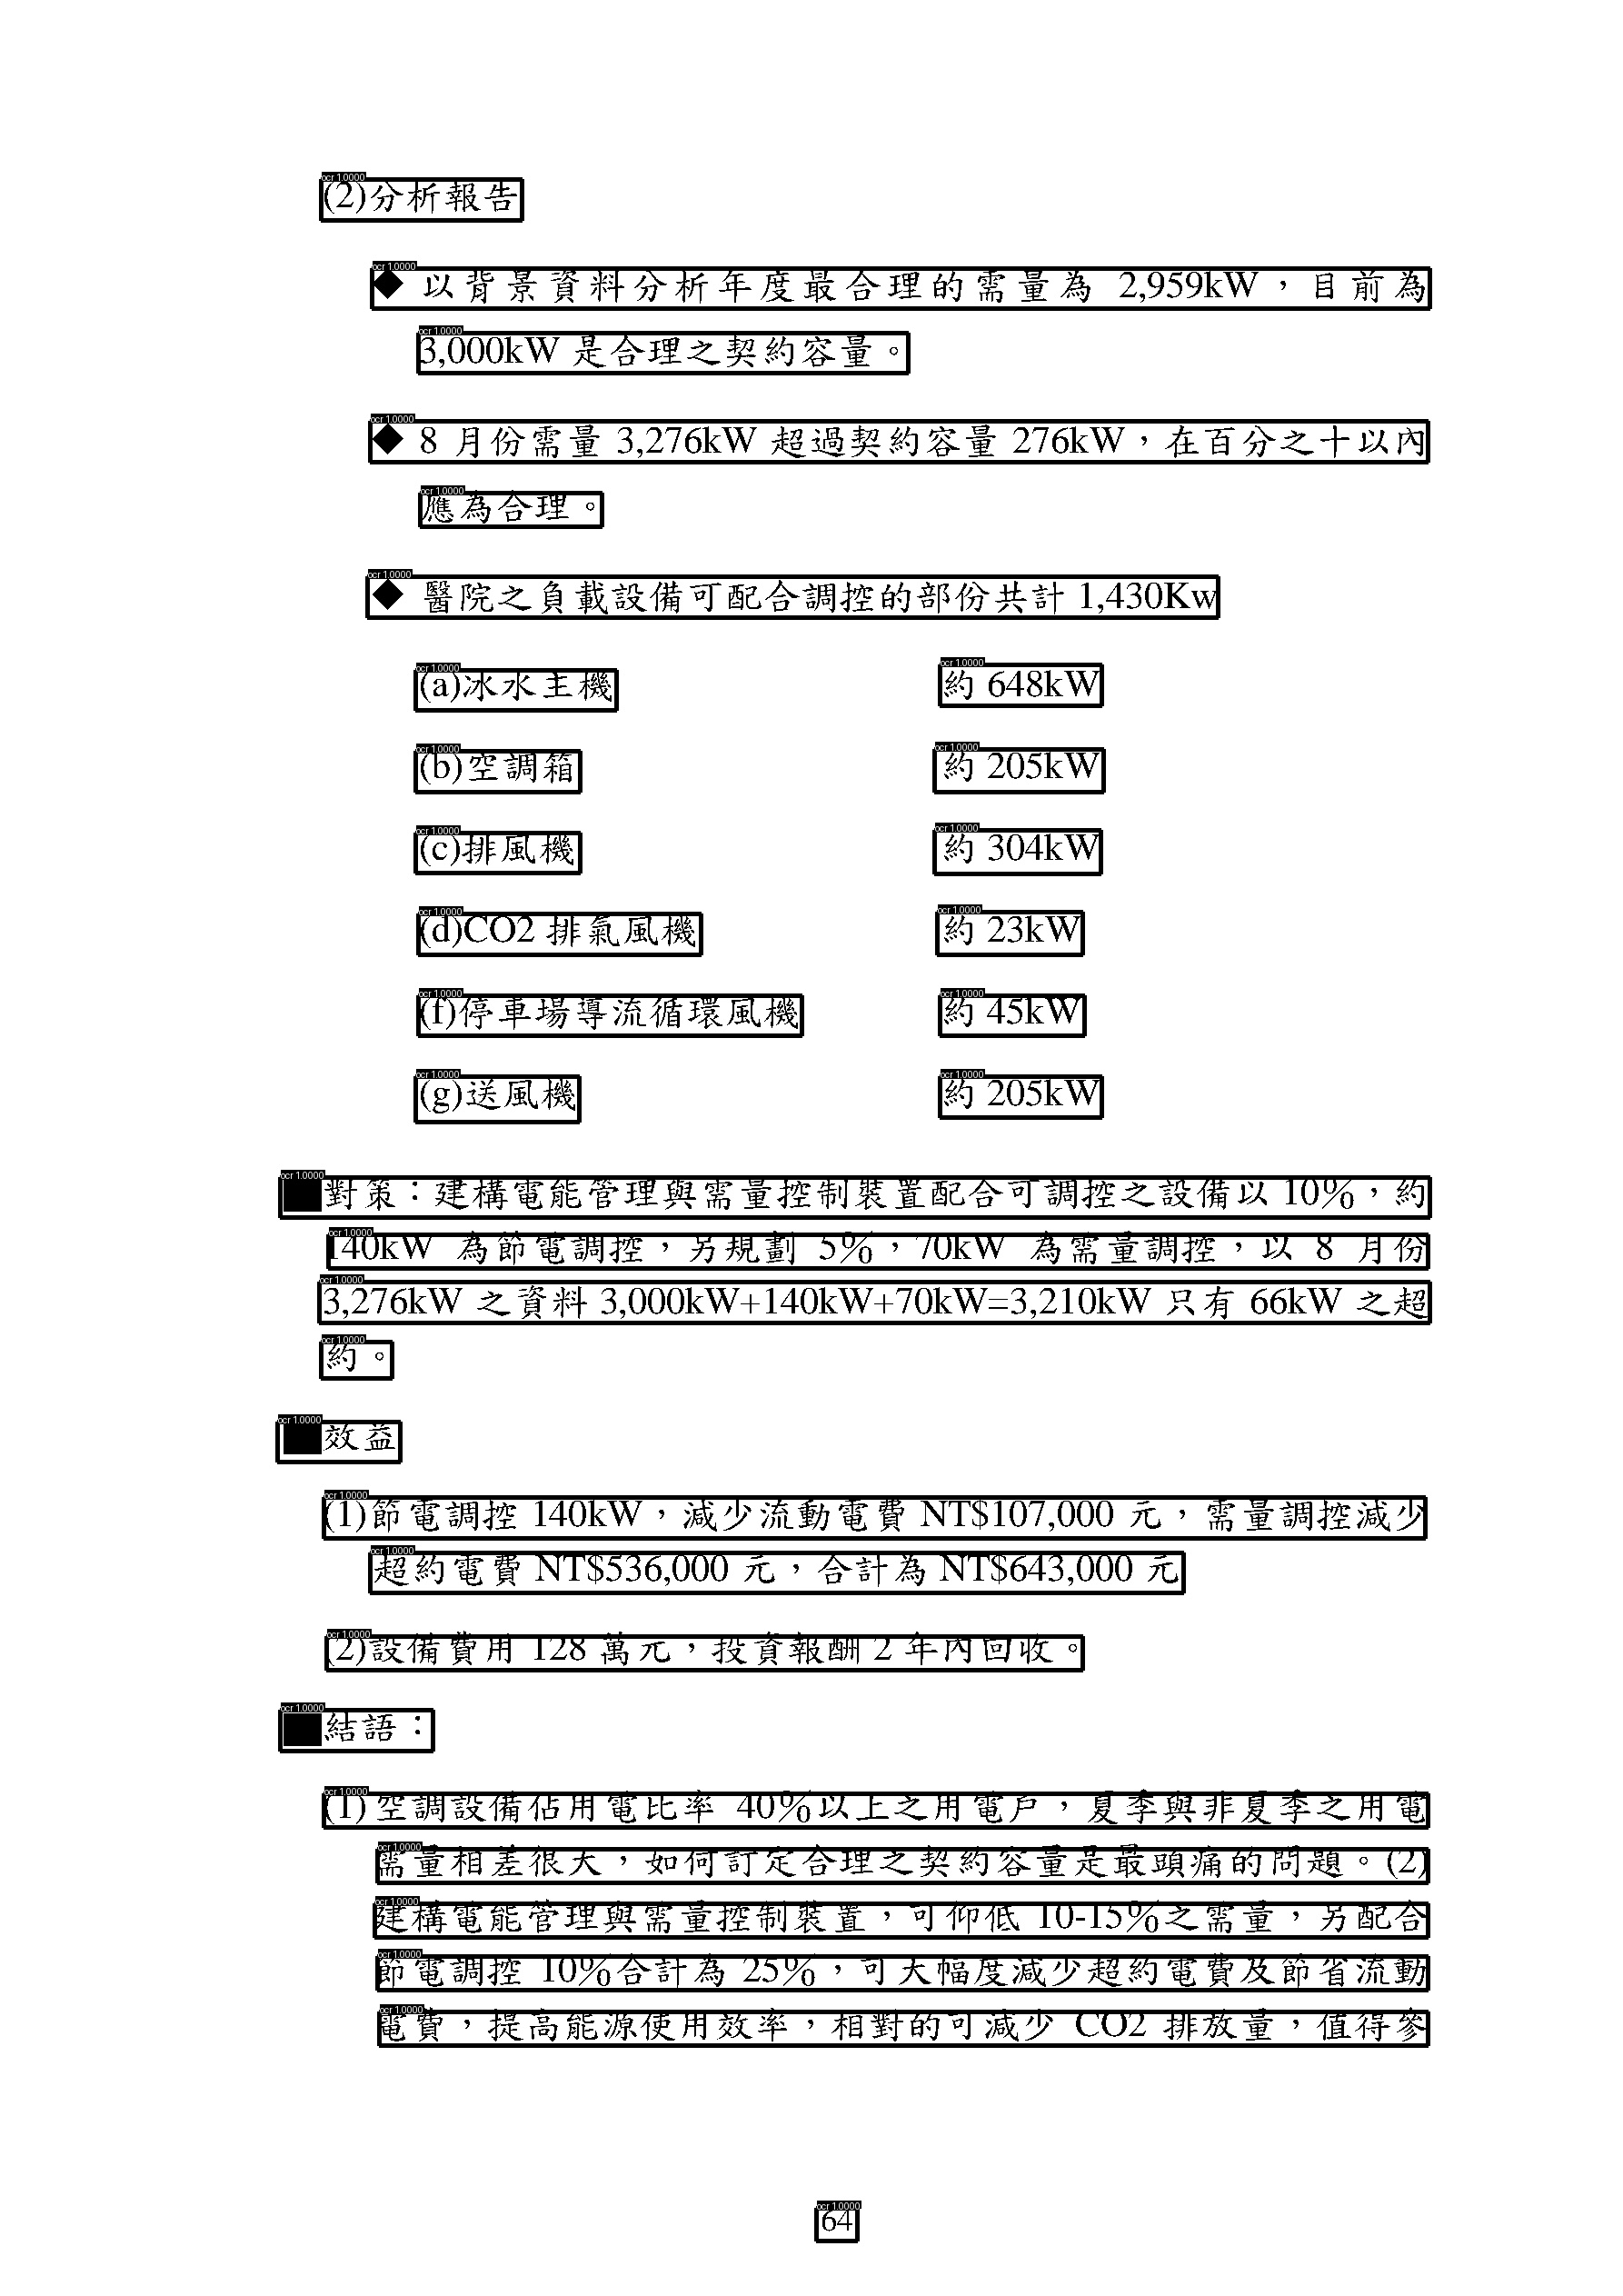 (2)分析報告
◆ 以背景資料分析年度最合理的需量為 2,959kW，目前為
3,000kW 是合理之契約容量。
◆ 8 月份需量 3,276kW 超過契約容量 276kW，在百分之十以內
應為合理。
◆ 醫院之負載設備可配合調控的部份共計 1,430Kw
(a)冰水主機 約 648kW
(b)空調箱 約 205kW
(c)排風機 約 304kW
(d)CO2 排氣風機 約 23kW
(f)停車場導流循環風機 約 45kW
(g)送風機 約 205kW
■對策：建構電能管理與需量控制裝置配合可調控之設備以 10%，約
140kW 為節電調控，另規劃 5%，70kW 為需量調控，以 8 月份
3,276kW 之資料 3,000kW+140kW+70kW=3,210kW 只有 66kW 之超
約。
■效益
(1)節電調控 140kW，減少流動電費 NT$107,000 元，需量調控減少
超約電費 NT$536,000 元，合計為 NT$643,000 元
(2)設備費用 128 萬元，投資報酬 2 年內回收。
■結語：
(1) 空調設備佔用電比率 40%以上之用電戶，夏季與非夏季之用電
需量相差很大，如何訂定合理之契約容量是最頭痛的問題。(2)
建構電能管理與需量控制裝置，可仰低 10-15%之需量，另配合
節電調控 10%合計為 25%，可大幅度減少超約電費及節省流動
電費，提高能源使用效率，相對的可減少 CO2 排放量，值得參
64